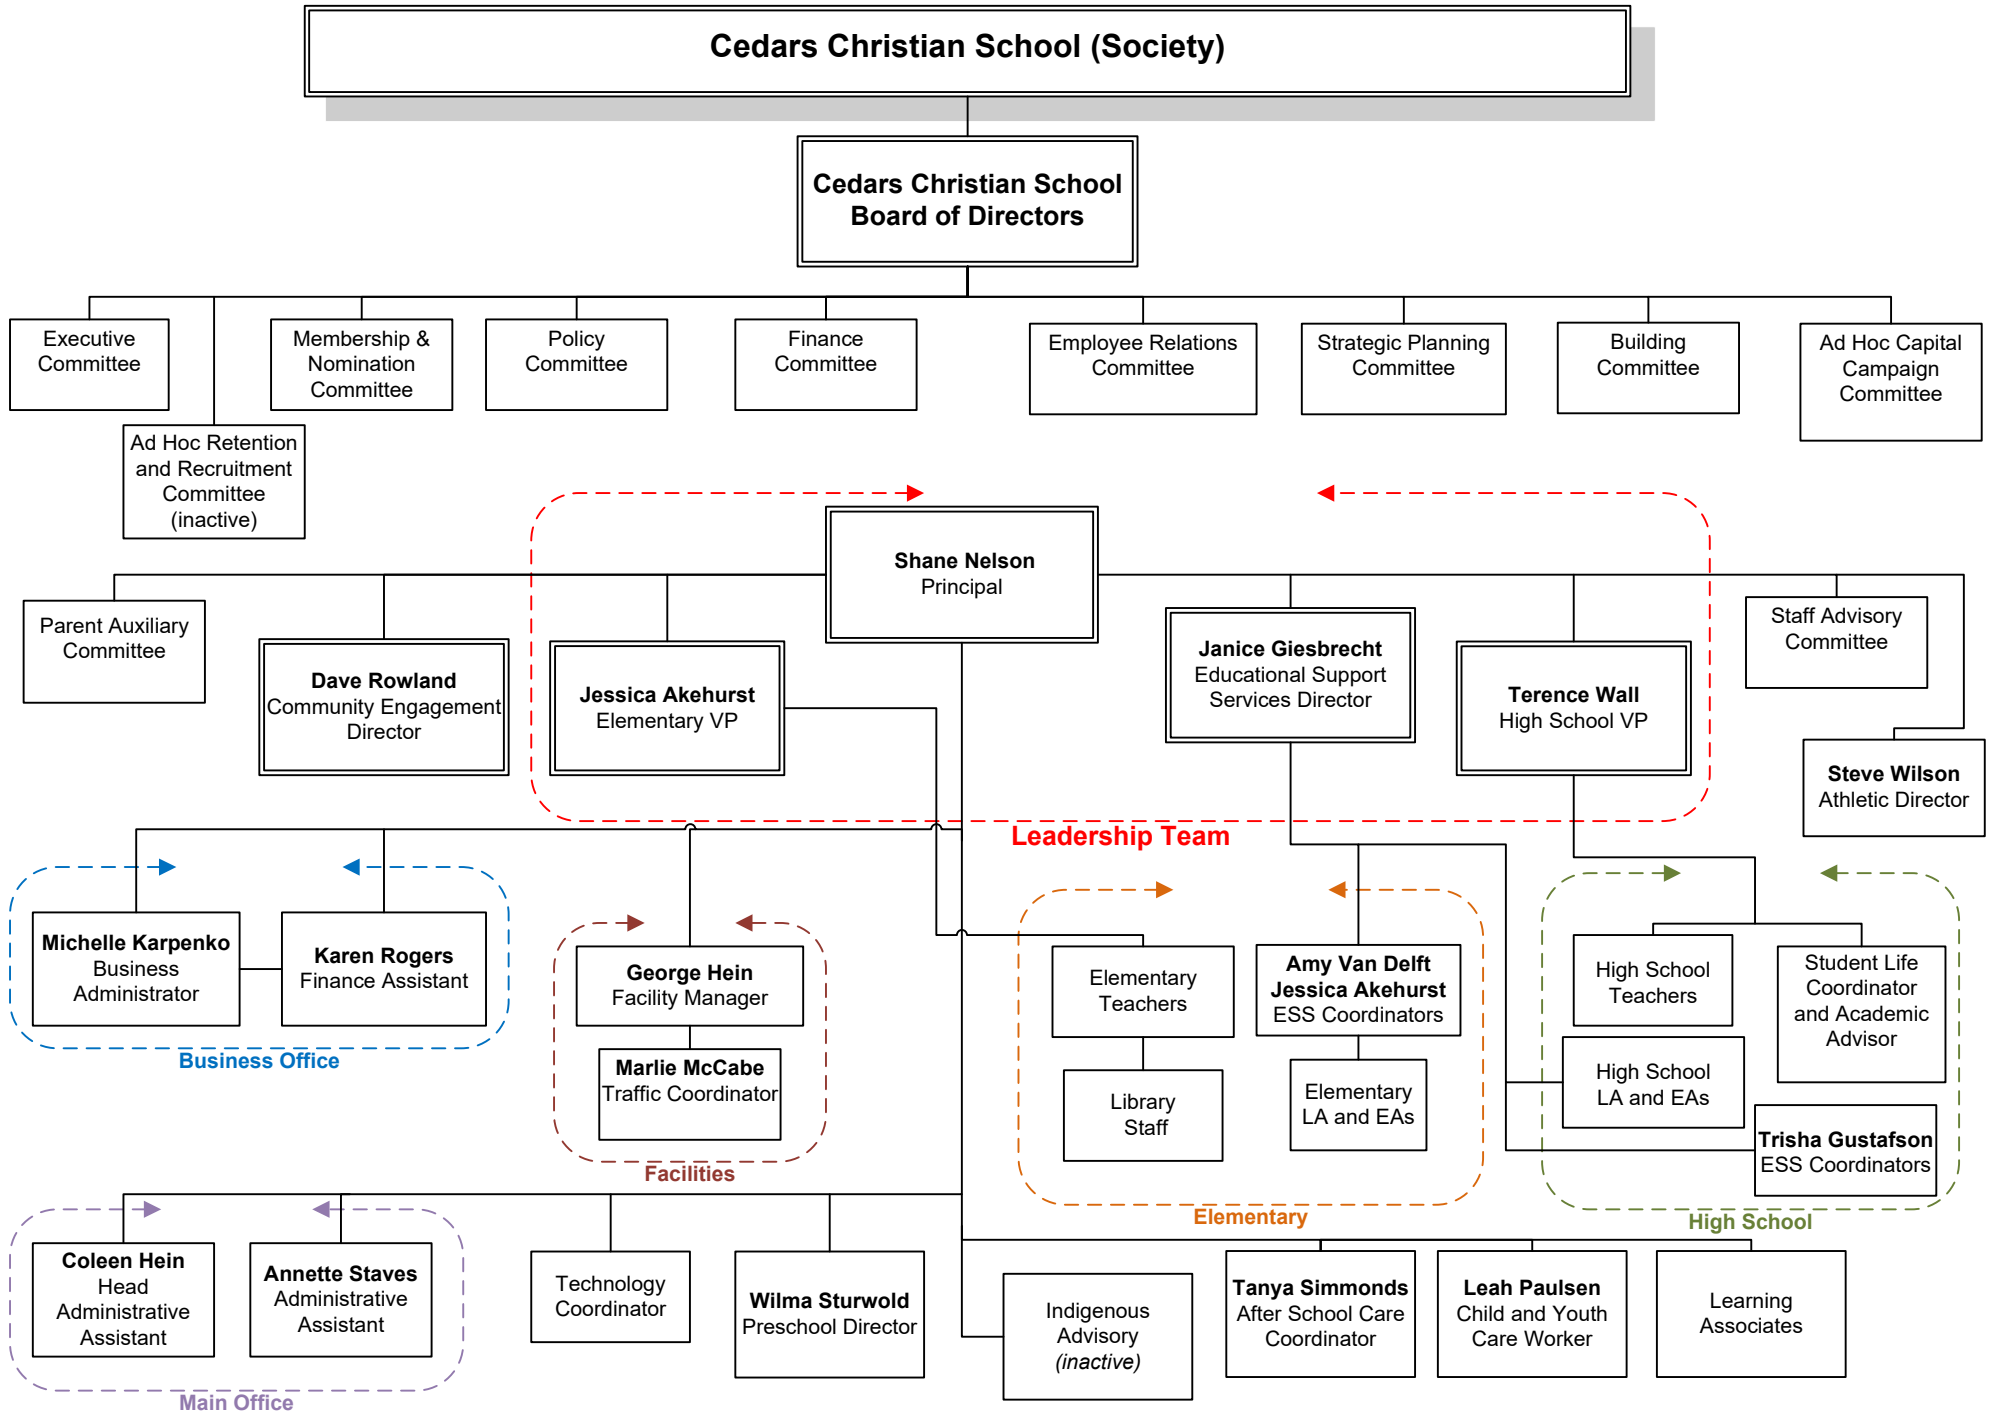 Cedars Christian School (Society)
Cedars Christian School
Board of Directors
Executive
Committee
Membership &
Nomination
Committee
Policy
Committee
Finance
Committee
Employee Relations
Committee
Strategic Planning
Committee
Building
Committee
Ad Hoc Capital
Campaign
Committee
Ad Hoc Retention
and Recruitment
Committee
(inactive)
Shane Nelson
Principal
Parent Auxiliary
Committee
Dave Rowland
Community Engagement
Director
Jessica Akehurst
Elementary VP
Janice Giesbrecht
Educational Support
Services Director
Terence Wall
High School VP
Staff Advisory
Committee
Steve Wilson
Athletic Director
Leadership Team
Michelle Karpenko
Business
Administrator
Karen Rogers
Finance Assistant
Business Office
George Hein
Facility Manager
Marlie McCabe
Traffic Coordinator
Facilities
Elementary
Teachers
Amy Van Delft
Jessica Akehurst
ESS Coordinators
Library
Staff
Elementary
LA and EAs
Elementary
High School
Teachers
Student Life
Coordinator
and Academic
Advisor
High School
LA and EAs
Trisha Gustafson
ESS Coordinators
High School
Coleen Hein
Head
Administrative
Assistant
Annette Staves
Administrative
Assistant
Main Office
Technology
Coordinator
Wilma Sturwold
Preschool Director
Indigenous
Advisory
(inactive)
Tanya Simmonds
After School Care
Coordinator
Leah Paulsen
Child and Youth
Care Worker
Learning
Associates